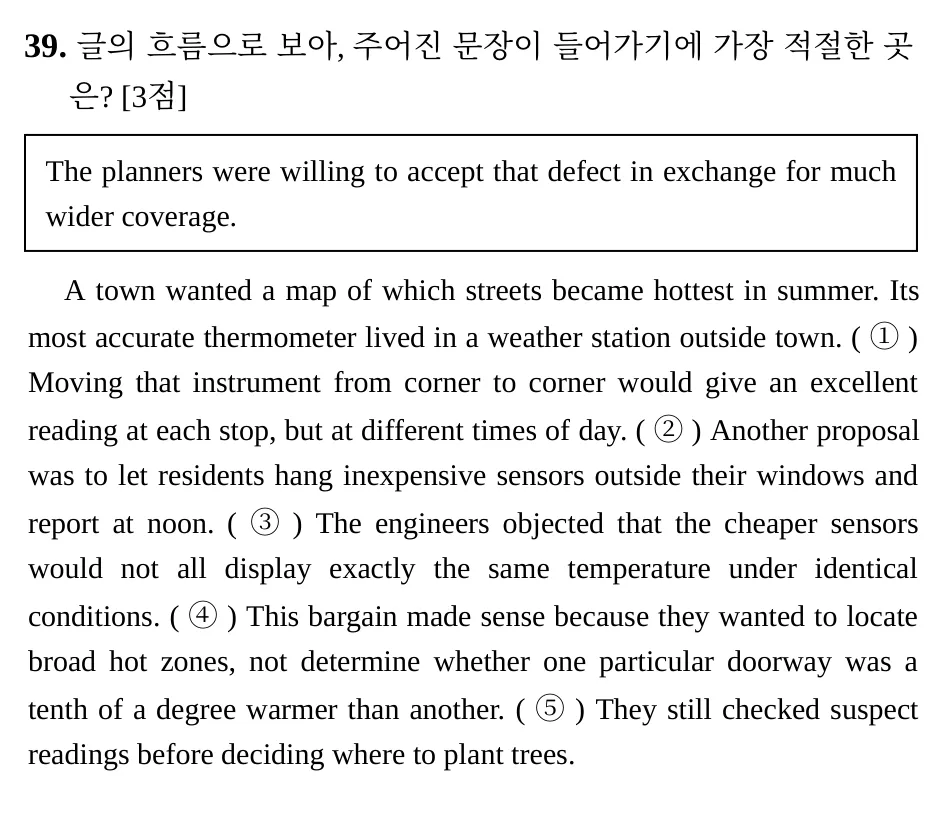 39. 글의 흐름으로 보아, 주어진 문장이 들어가기에 가장 적절한 곳
은? [3점]
The planners were willing to accept that defect in exchange for much
wider coverage.
A town wanted a map of which streets became hottest in summer. Its
most accurate thermometer lived in a weather station outside town. ( ① )
Moving that instrument from corner to corner would give an excellent
reading at each stop, but at different times of day. ( ② ) Another proposal
was to let residents hang inexpensive sensors outside their windows and
report at noon. ( ③ ) The engineers objected that the cheaper sensors
would not all display exactly the same temperature under identical
conditions. ( ④ ) This bargain made sense because they wanted to locate
broad hot zones, not determine whether one particular doorway was a
tenth of a degree warmer than another. ( ⑤ ) They still checked suspect
readings before deciding where to plant trees.